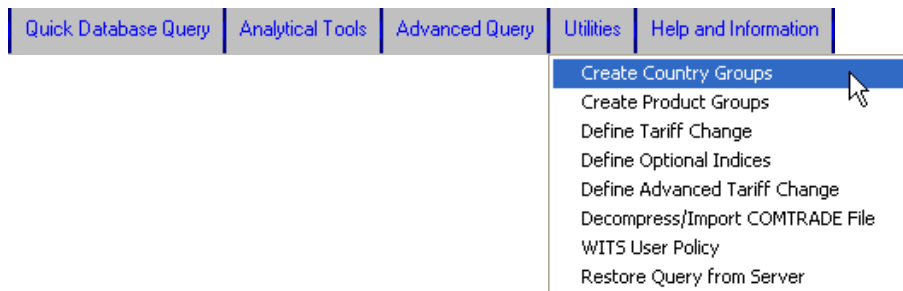 Quick Database Query Analytical Tools Advanced Query Utilities Help and Information
Create Country Groups
Create Product Groups
Define Tariff Change
Define Optional Indices
Define Advanced Tariff Change
Decompress/Import COMTRADE File
WITS User Policy
Restore Query from Server